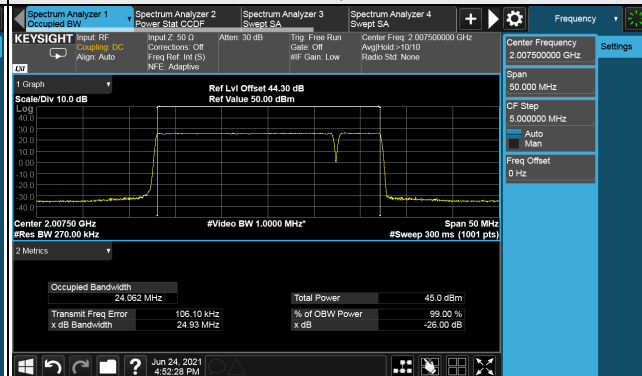 Spectrum Analyzer 1
Occupied BW
Spectrum Analyzer 2
Power Stat CCDF
Spectrum Analyzer 3
Swept SA
Spectrum Analyzer 4
Swept SA
+
Frequency
KEYSIGHT
Input: RF
Coupling: DC
Align: Auto
Input Z: 50 Ω
Corrections: Off
Freq Ref: Int (S)
NFE: Adaptive
Atten: 30 dB
Trig: Free Run
Gate: Off
#IF Gain: Low
Center Freq: 2.007500000 GHz
Avg|Hold:>10/10
Radio Std: None
LXI
Center Frequency
2.007500000 GHz
Settings
Span
50.000 MHz
CF Step
5.000000 MHz
Auto
Man
Freq Offset
0 Hz
1 Graph
Scale/Div 10.0 dB
Ref Lvl Offset 44.30 dB
Ref Value 50.00 dBm
Log
40.0
30.0
20.0
10.0
0.00
-10.0
-20.0
-30.0
-40.0
Center 2.00750 GHz
#Res BW 270.00 kHz
#Video BW 1.0000 MHz*
Span 50 MHz
#Sweep 300 ms (1001 pts)
2 Metrics
Occupied Bandwidth
24.062 MHz
Total Power 45.0 dBm
Transmit Freq Error 106.10 kHz
% of OBW Power 99.00 %
x dB Bandwidth 24.93 MHz
x dB -26.00 dB
?
Jun 24, 2021
4:52:28 PM